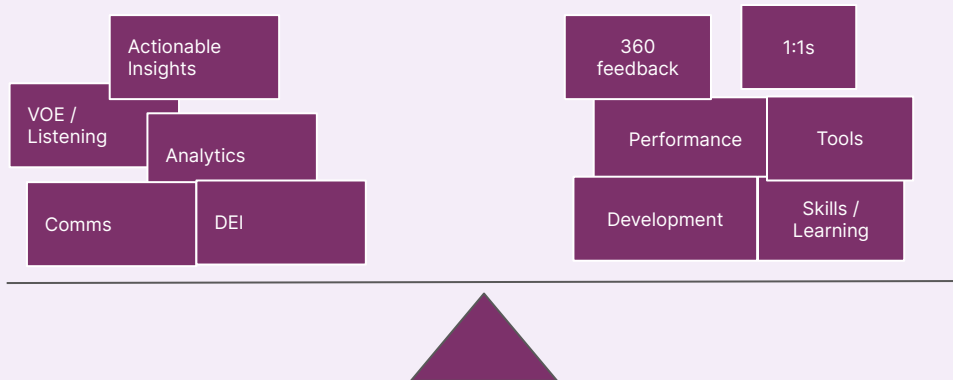 Actionable
Insights
VOE /
Listening
Analytics
Comms
DEI
360
feedback
1:1s
Performance
Tools
Development
Skills /
Learning